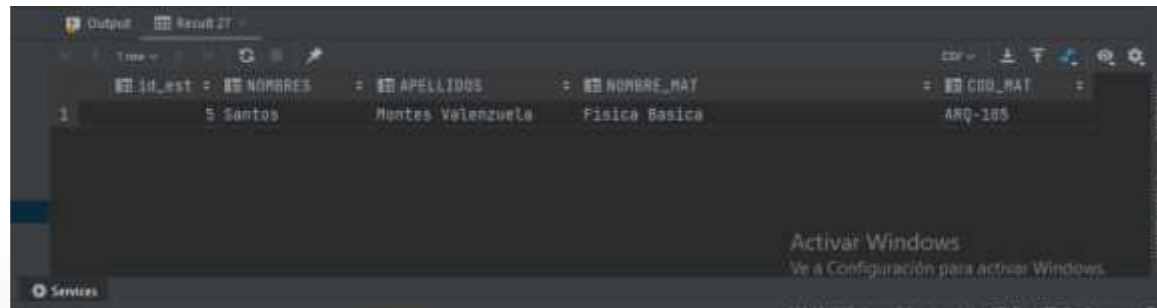 Output Result 27
1 row CSV
id_est NOMBRES APELLIDOS NOMBRE_MAT COD_MAT
1 5 Santos Montes Valenzuela Fisica Basica ARQ-105
Activar Windows
Ve a Configuración para activar Windows.
Services